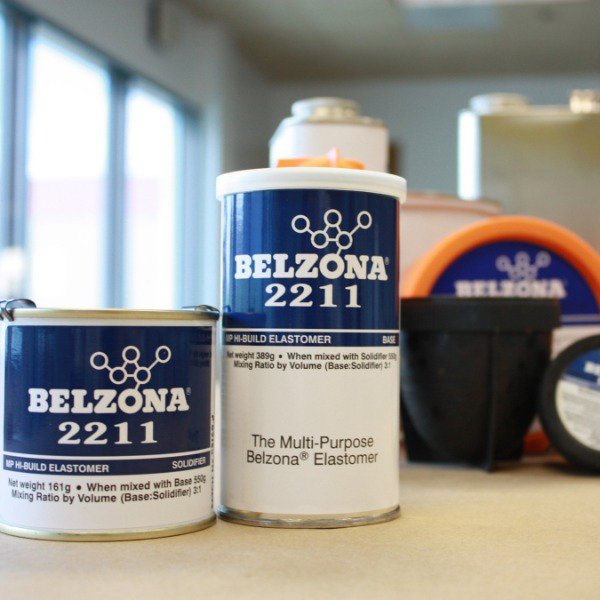 BELZONA®
2211
MP HI-BUILD ELASTOMER SOLIDIFIER
Net weight 161g • When mixed with Base 550g
Mixing Ratio by Volume (Base:Solidifier) 3:1
BELZONA®
2211
MP HI-BUILD ELASTOMER BASE
Net weight 389g • When mixed with Solidifier 550g
Mixing Ratio by Volume (Base:Solidifier) 3:1
The Multi-Purpose
Belzona® Elastomer
BELZONA